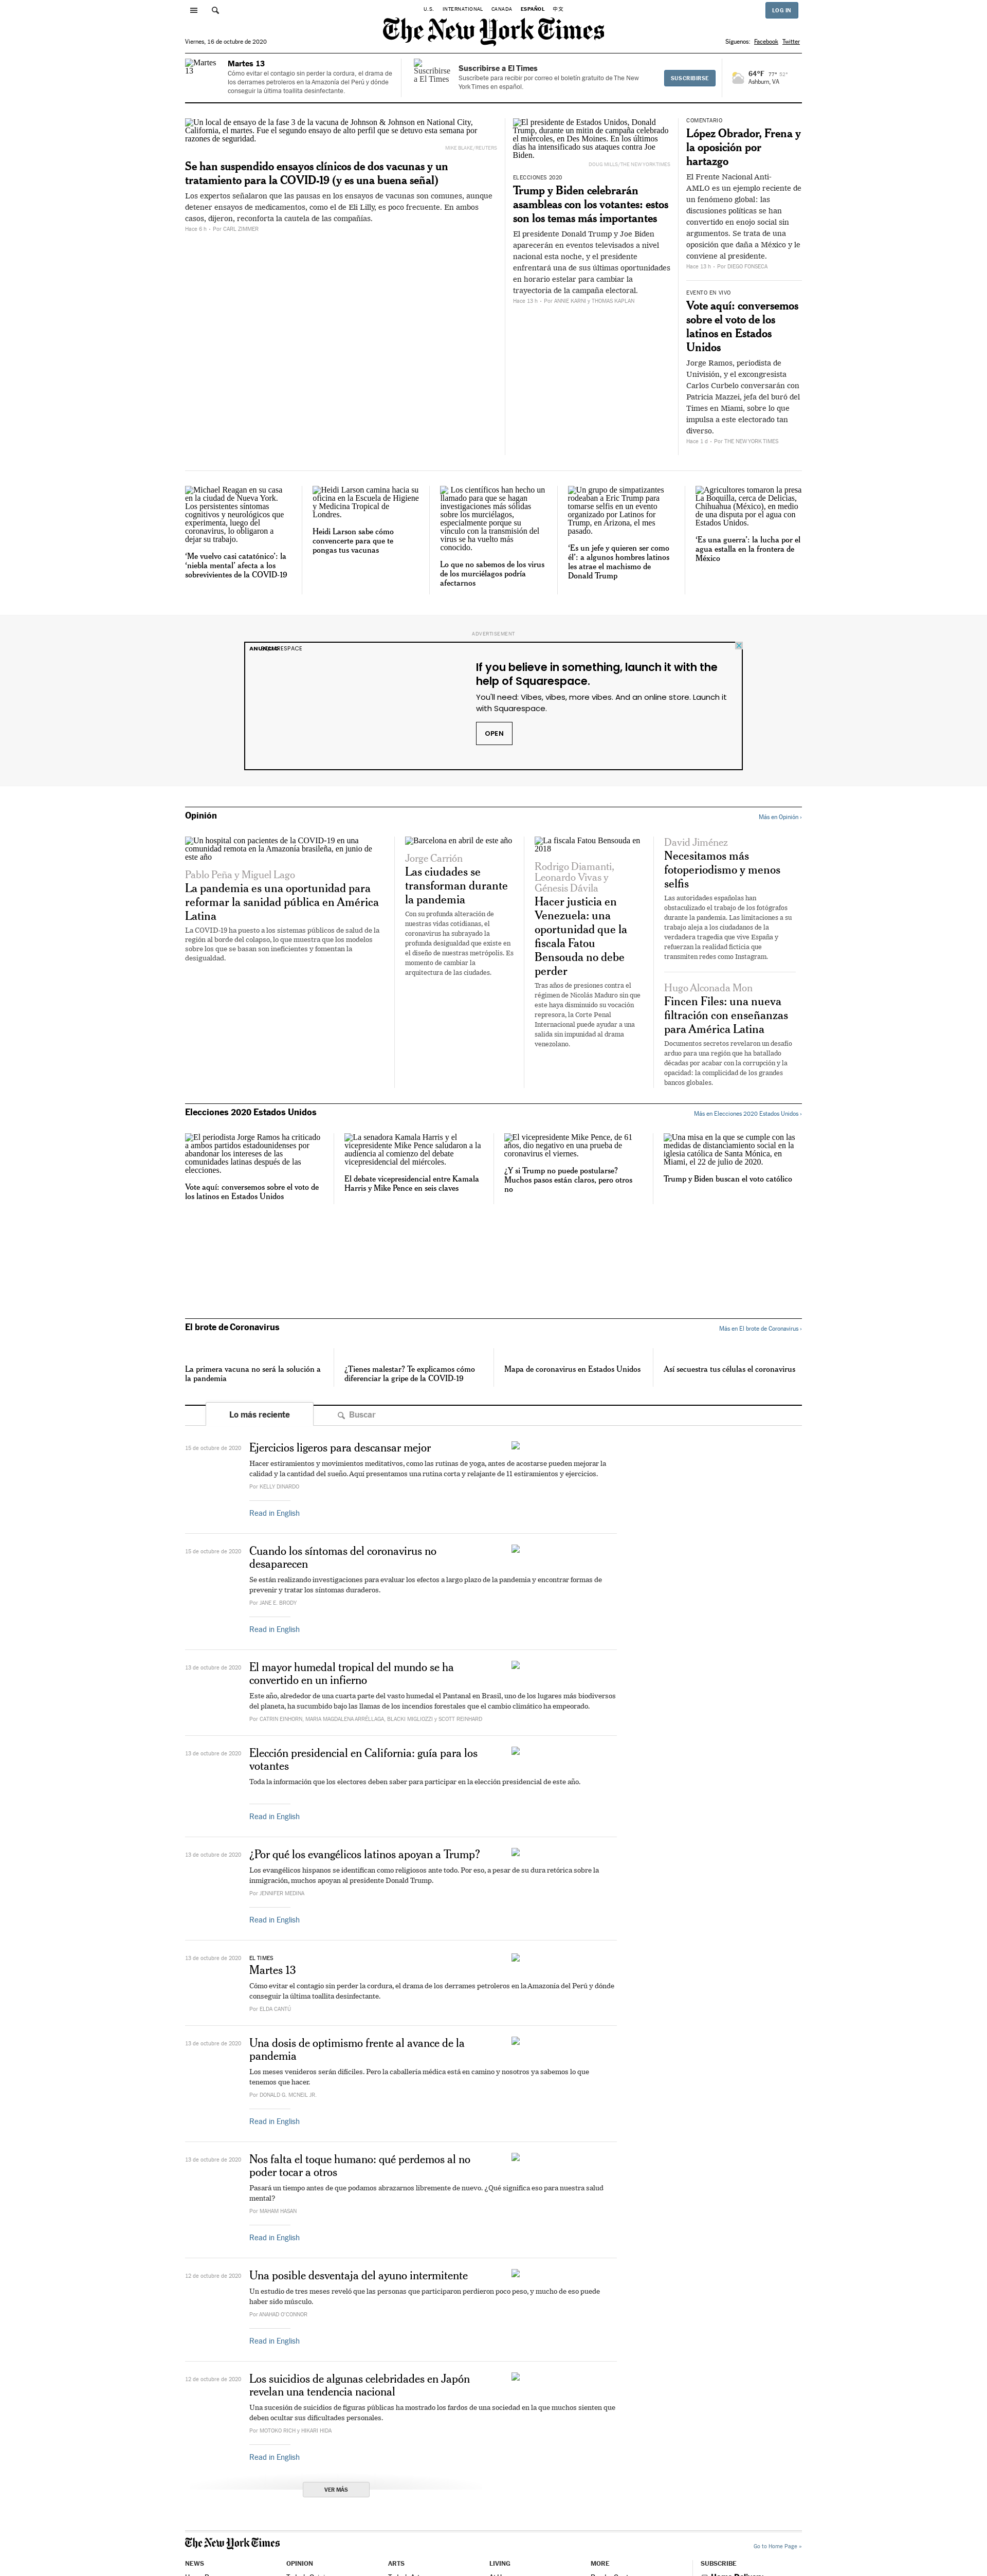 U.S. INTERNATIONAL CANADA ESPAÑOL 中文
LOG IN
The New York Times
Viernes, 16 de octubre de 2020
Síguenos: Facebook Twitter
Martes 13
Martes 13
Cómo evitar el contagio sin perder la cordura, el drama de los derrames petroleros en la Amazonía del Perú y dónde conseguir la última toallita desinfectante.
Suscribirse a El Times
Suscribirse a El Times
Suscríbete para recibir por correo el boletín gratuito de The New York Times en español.
SUSCRIBIRSE
64°F 77° 52°
Ashburn, VA
Un local de ensayo de la fase 3 de la vacuna de Johnson & Johnson en National City, California, el martes. Fue el segundo ensayo de alto perfil que se detuvo esta semana por razones de seguridad.
MIKE BLAKE/REUTERS
Se han suspendido ensayos clínicos de dos vacunas y un tratamiento para la COVID-19 (y es una buena señal)
Los expertos señalaron que las pausas en los ensayos de vacunas son comunes, aunque detener ensayos de medicamentos, como el de Eli Lilly, es poco frecuente. En ambos casos, dijeron, reconforta la cautela de las compañías.
Hace 6 h – Por CARL ZIMMER
El presidente de Estados Unidos, Donald Trump, durante un mitin de campaña celebrado el miércoles, en Des Moines. En los últimos días ha intensificado sus ataques contra Joe Biden.
DOUG MILLS/THE NEW YORK TIMES
ELECCIONES 2020
Trump y Biden celebrarán asambleas con los votantes: estos son los temas más importantes
El presidente Donald Trump y Joe Biden aparecerán en eventos televisados a nivel nacional esta noche, y el presidente enfrentará una de sus últimas oportunidades en horario estelar para cambiar la trayectoria de la campaña electoral.
Hace 13 h – Por ANNIE KARNI y THOMAS KAPLAN
COMENTARIO
López Obrador, Frena y la oposición por hartazgo
El Frente Nacional Anti-AMLO es un ejemplo reciente de un fenómeno global: las discusiones políticas se han convertido en enojo social sin argumentos. Se trata de una oposición que daña a México y le conviene al presidente.
Hace 13 h – Por DIEGO FONSECA
EVENTO EN VIVO
Vote aquí: conversemos sobre el voto de los latinos en Estados Unidos
Jorge Ramos, periodista de Univisión, y el excongresista Carlos Curbelo conversarán con Patricia Mazzei, jefa del buró del Times en Miami, sobre lo que impulsa a este electorado tan diverso.
Hace 1 d – Por THE NEW YORK TIMES
Michael Reagan en su casa en la ciudad de Nueva York. Los persistentes síntomas cognitivos y neurológicos que experimenta, luego del coronavirus, lo obligaron a dejar su trabajo.
'Me vuelvo casi catatónico': la 'niebla mental' afecta a los sobrevivientes de la COVID-19
Heidi Larson camina hacia su oficina en la Escuela de Higiene y Medicina Tropical de Londres.
Heidi Larson sabe cómo convencerte para que te pongas tus vacunas
Los científicos han hecho un llamado para que se hagan investigaciones más sólidas sobre los murciélagos, especialmente porque su vínculo con la transmisión del virus se ha vuelto más conocido.
Lo que no sabemos de los virus de los murciélagos podría afectarnos
Un grupo de simpatizantes rodeaban a Eric Trump para tomarse selfis en un evento organizado por Latinos for Trump, en Arizona, el mes pasado.
'Es un jefe y quieren ser como él': a algunos hombres latinos les atrae el machismo de Donald Trump
Agricultores tomaron la presa La Boquilla, cerca de Delicias, Chihuahua (México), en medio de una disputa por el agua con Estados Unidos.
'Es una guerra': la lucha por el agua estalla en la frontera de México
ADVERTISEMENT
If you believe in something, launch it with the help of Squarespace.
You'll need: Vibes, vibes, more vibes. And an online store. Launch it with Squarespace.
OPEN
Opinión
Más en Opinión ›
Un hospital con pacientes de la COVID-19 en una comunidad remota en la Amazonía brasileña, en junio de este año
Pablo Peña y Miguel Lago
La pandemia es una oportunidad para reformar la sanidad pública en América Latina
La COVID-19 ha puesto a los sistemas públicos de salud de la región al borde del colapso, lo que muestra que los modelos sobre los que se basan son ineficientes y fomentan la desigualdad.
Barcelona en abril de este año
Jorge Carrión
Las ciudades se transforman durante la pandemia
Con su profunda alteración de nuestras vidas cotidianas, el coronavirus ha subrayado la profunda desigualdad que existe en el diseño de nuestras metrópolis. Es momento de cambiar la arquitectura de las ciudades.
La fiscala Fatou Bensouda en 2018
Rodrigo Diamanti, Leonardo Vivas y Génesis Dávila
Hacer justicia en Venezuela: una oportunidad que la fiscala Fatou Bensouda no debe perder
Tras años de presiones contra el régimen de Nicolás Maduro sin que este haya disminuido su vocación represora, la Corte Penal Internacional puede ayudar a una salida sin impunidad al drama venezolano.
David Jiménez
Necesitamos más fotoperiodismo y menos selfis
Las autoridades españolas han obstaculizado el trabajo de los fotógrafos durante la pandemia. Las limitaciones a su trabajo aleja a los ciudadanos de la verdadera tragedia que vive España y refuerzan la realidad ficticia que transmiten redes como Instagram.
Hugo Alconada Mon
Fincen Files: una nueva filtración con enseñanzas para América Latina
Documentos secretos revelaron un desafío arduo para una región que ha batallado décadas por acabar con la corrupción y la opacidad: la complicidad de los grandes bancos globales.
Elecciones 2020 Estados Unidos
Más en Elecciones 2020 Estados Unidos ›
El periodista Jorge Ramos ha criticado a ambos partidos estadounidenses por abandonar los intereses de las comunidades latinas después de las elecciones.
Vote aquí: conversemos sobre el voto de los latinos en Estados Unidos
La senadora Kamala Harris y el vicepresidente Mike Pence saludaron a la audiencia al comienzo del debate vicepresidencial del miércoles.
El debate vicepresidencial entre Kamala Harris y Mike Pence en seis claves
El vicepresidente Mike Pence, de 61 años, dio negativo en una prueba de coronavirus el viernes.
¿Y si Trump no puede postularse? Muchos pasos están claros, pero otros no
Una misa en la que se cumple con las medidas de distanciamiento social en la iglesia católica de Santa Mónica, en Miami, el 22 de julio de 2020.
Trump y Biden buscan el voto católico
El brote de Coronavirus
Más en El brote de Coronavirus ›
La primera vacuna no será la solución a la pandemia
¿Tienes malestar? Te explicamos cómo diferenciar la gripe de la COVID-19
Mapa de coronavirus en Estados Unidos
Así secuestra tus células el coronavirus
Lo más reciente
Buscar
15 de octubre de 2020
Ejercicios ligeros para descansar mejor
Hacer estiramientos y movimientos meditativos, como las rutinas de yoga, antes de acostarse pueden mejorar la calidad y la cantidad del sueño. Aquí presentamos una rutina corta y relajante de 11 estiramientos y ejercicios.
Por KELLY DINARDO
Read in English
15 de octubre de 2020
Cuando los síntomas del coronavirus no desaparecen
Se están realizando investigaciones para evaluar los efectos a largo plazo de la pandemia y encontrar formas de prevenir y tratar los síntomas duraderos.
Por JANE E. BRODY
Read in English
13 de octubre de 2020
El mayor humedal tropical del mundo se ha convertido en un infierno
Este año, alrededor de una cuarta parte del vasto humedal el Pantanal en Brasil, uno de los lugares más biodiversos del planeta, ha sucumbido bajo las llamas de los incendios forestales que el cambio climático ha empeorado.
Por CATRIN EINHORN, MARIA MAGDALENA ARRÉLLAGA, BLACKI MIGLIOZZI y SCOTT REINHARD
13 de octubre de 2020
Elección presidencial en California: guía para los votantes
Toda la información que los electores deben saber para participar en la elección presidencial de este año.
Read in English
13 de octubre de 2020
¿Por qué los evangélicos latinos apoyan a Trump?
Los evangélicos hispanos se identifican como religiosos ante todo. Por eso, a pesar de su dura retórica sobre la inmigración, muchos apoyan al presidente Donald Trump.
Por JENNIFER MEDINA
Read in English
13 de octubre de 2020
EL TIMES
Martes 13
Cómo evitar el contagio sin perder la cordura, el drama de los derrames petroleros en la Amazonía del Perú y dónde conseguir la última toallita desinfectante.
Por ELDA CANTÚ
13 de octubre de 2020
Una dosis de optimismo frente al avance de la pandemia
Los meses venideros serán difíciles. Pero la caballería médica está en camino y nosotros ya sabemos lo que tenemos que hacer.
Por DONALD G. MCNEIL JR.
Read in English
13 de octubre de 2020
Nos falta el toque humano: qué perdemos al no poder tocar a otros
Pasará un tiempo antes de que podamos abrazarnos libremente de nuevo. ¿Qué significa eso para nuestra salud mental?
Por MAHAM HASAN
Read in English
12 de octubre de 2020
Una posible desventaja del ayuno intermitente
Un estudio de tres meses reveló que las personas que participaron perdieron poco peso, y mucho de eso puede haber sido músculo.
Por ANAHAD O'CONNOR
Read in English
12 de octubre de 2020
Los suicidios de algunas celebridades en Japón revelan una tendencia nacional
Una sucesión de suicidios de figuras públicas ha mostrado los fardos de una sociedad en la que muchos sienten que deben ocultar sus dificultades personales.
Por MOTOKO RICH y HIKARI HIDA
Read in English
VER MÁS
The New York Times
Go to Home Page »
NEWS OPINION ARTS LIVING MORE SUBSCRIBE